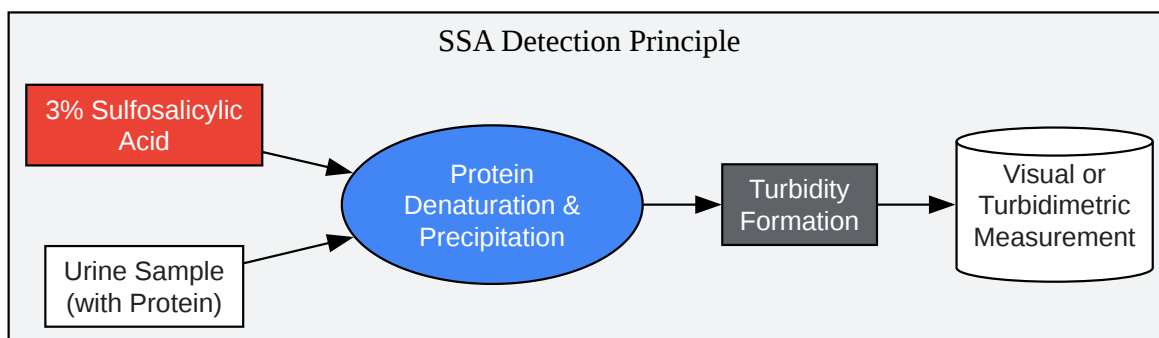 SSA Detection Principle
3% Sulfosalicylic
Acid
Urine Sample
(with Protein)
Protein
Denaturation &
Precipitation
Turbidity
Formation
Visual or
Turbidimetric
Measurement